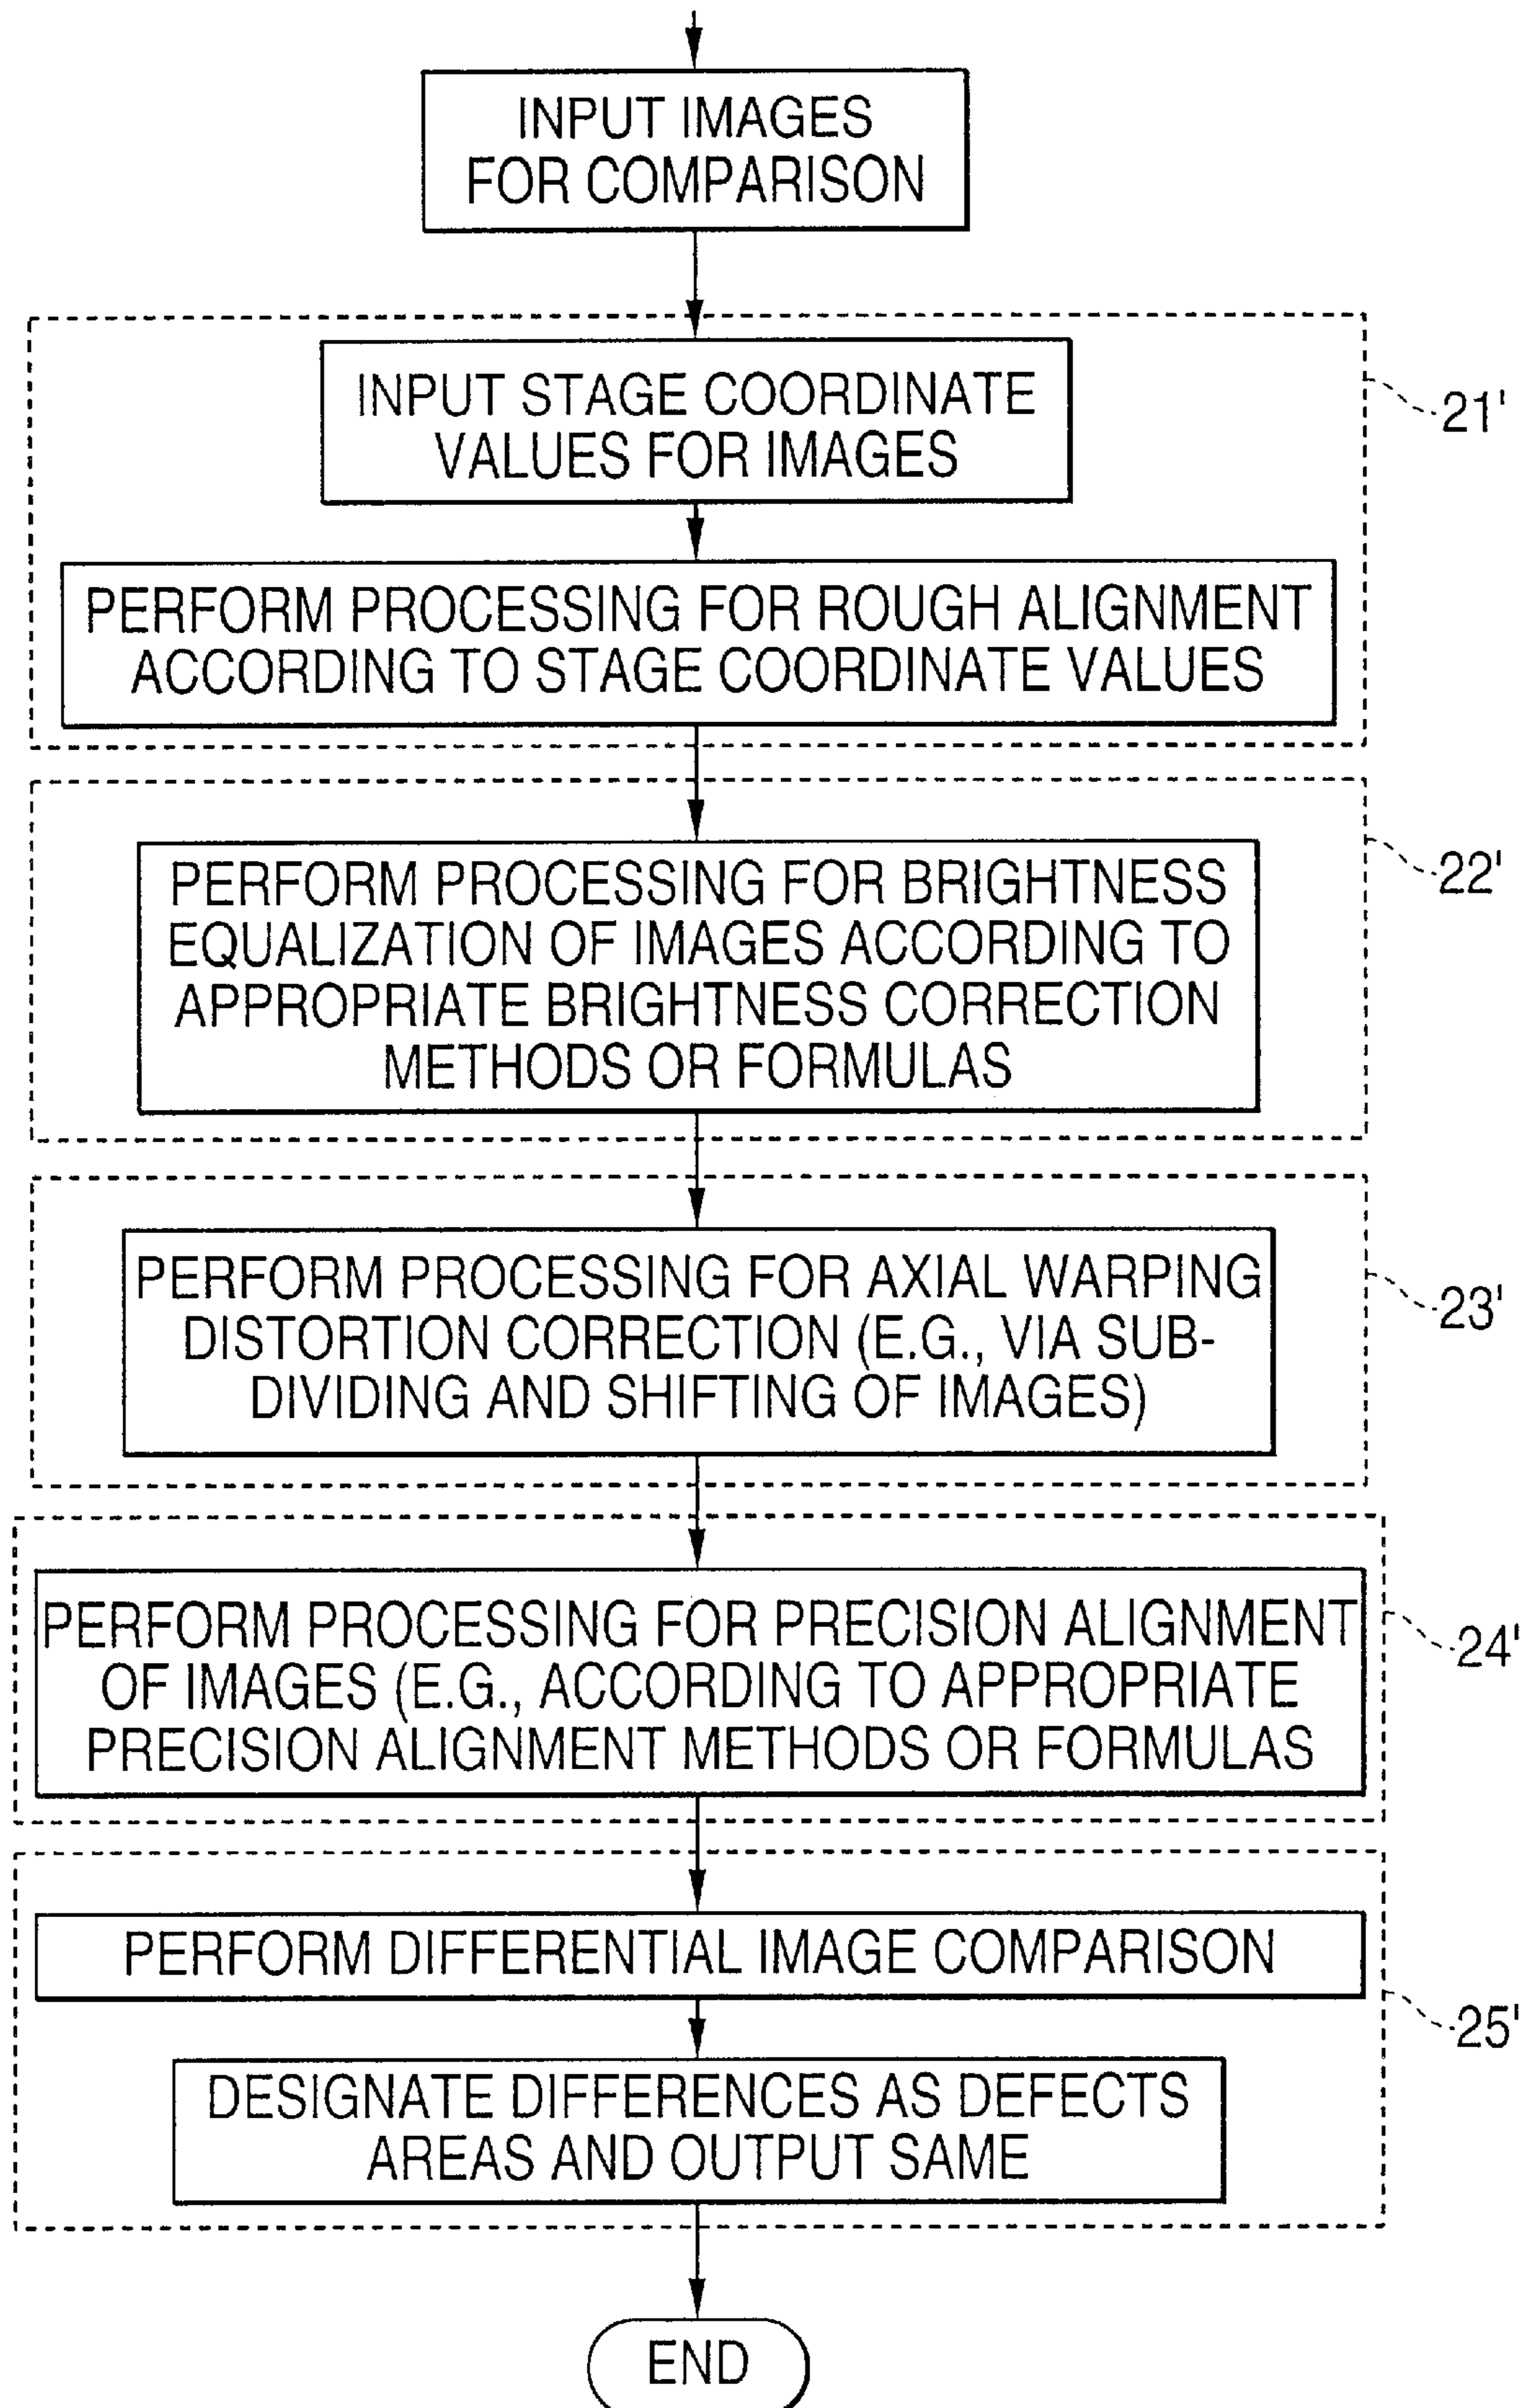 INPUT IMAGES
FOR COMPARISON
INPUT STAGE COORDINATE
VALUES FOR IMAGES
21'
PERFORM PROCESSING FOR ROUGH ALIGNMENT
ACCORDING TO STAGE COORDINATE VALUES
PERFORM PROCESSING FOR BRIGHTNESS
EQUALIZATION OF IMAGES ACCORDING TO
APPROPRIATE BRIGHTNESS CORRECTION
METHODS OR FORMULAS
22'
PERFORM PROCESSING FOR AXIAL WARPING
DISTORTION CORRECTION (E.G., VIA SUB-
DIVIDING AND SHIFTING OF IMAGES)
23'
PERFORM PROCESSING FOR PRECISION ALIGNMENT
OF IMAGES (E.G., ACCORDING TO APPROPRIATE
PRECISION ALIGNMENT METHODS OR FORMULAS
24'
PERFORM DIFFERENTIAL IMAGE COMPARISON
25'
DESIGNATE DIFFERENCES AS DEFECTS
AREAS AND OUTPUT SAME
END